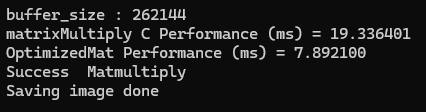 buffer_size : 262144
matrixMultiply C Performance (ms) = 19.336401
OptimizedMat Performance (ms) = 7.892100
Success  Matmultiply
Saving image done